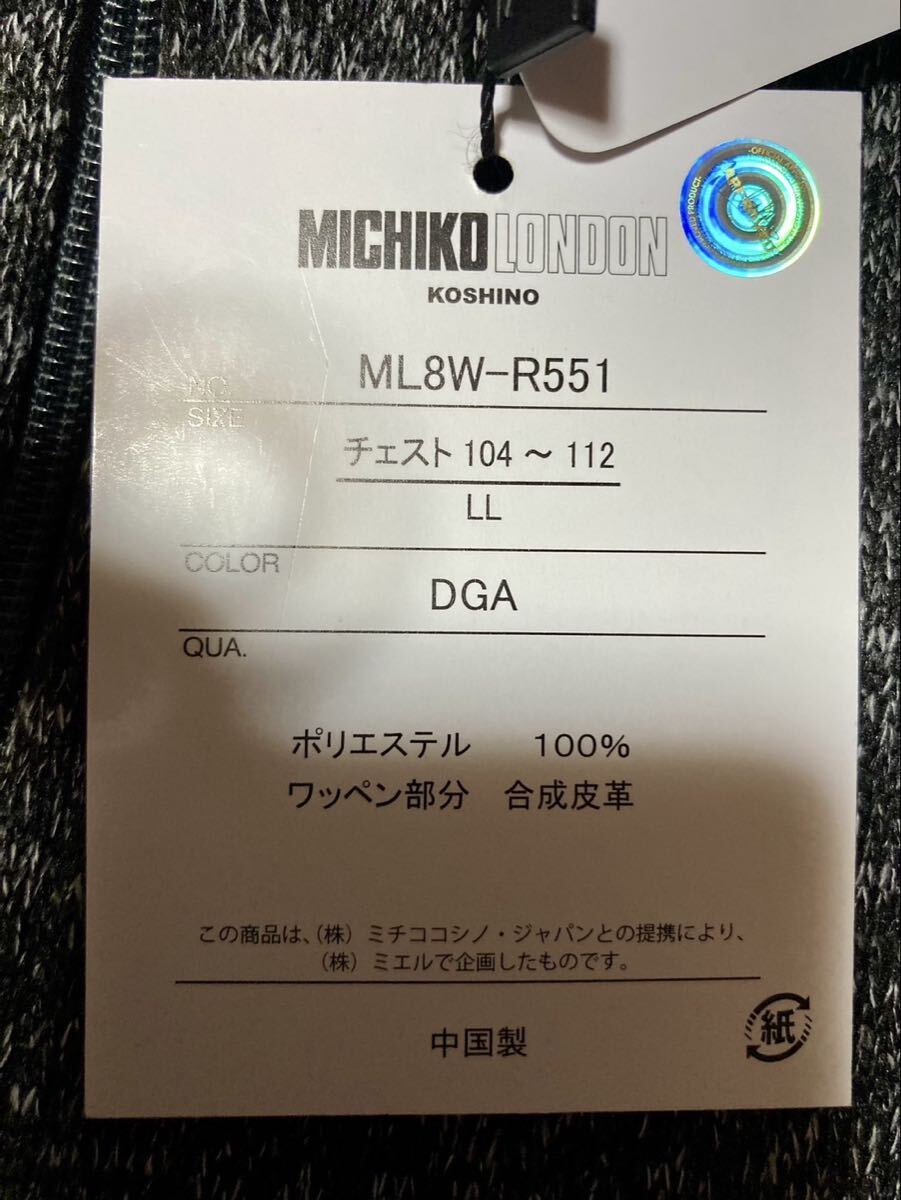 MICHIKO LONDON
KOSHINO
NO.
ML8W-R551
SIZE
チェスト 104 ～ 112
LL
COLOR
DGA
QUA.
ポリエステル 100%
ワッペン部分 合成皮革
この商品は、(株) ミチココシノ・ジャパンとの提携により、
(株) ミエルで企画したものです。
中国製
紙